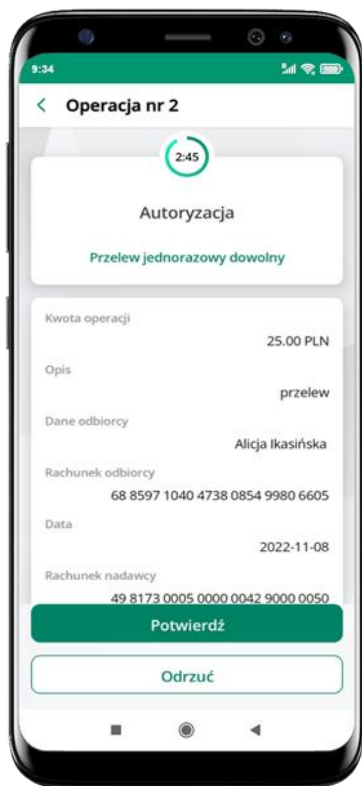 9:34
Operacja nr 2
2:45
Autoryzacja
Przelew jednorazowy dowolny
Kwota operacji
25.00 PLN
Opis
przelew
Dane odbiorcy
Alicja Ikasińska
Rachunek odbiorcy
68 8597 1040 4738 0854 9980 6605
Data
2022-11-08
Rachunek nadawcy
49 8173 0005 0000 0042 9000 0050
Potwierdź
Odrzuć